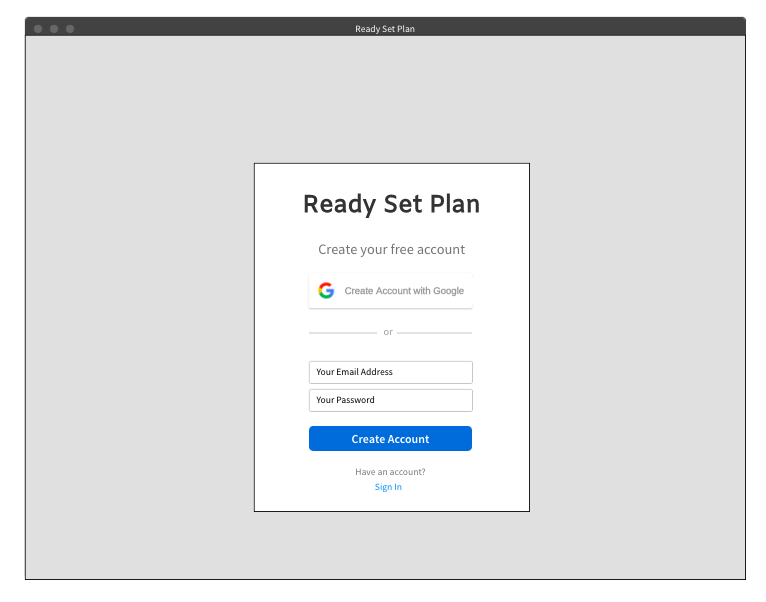 Ready Set Plan
Ready Set Plan
Create your free account
Create Account with Google
or
Your Email Address
Your Password
Create Account
Have an account?
Sign In